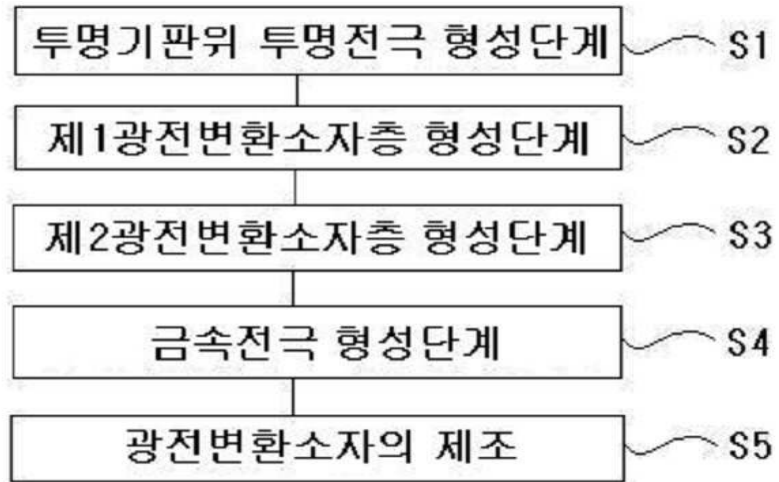 투명기판위 투명전극 형성단계 S1
제1광전변환소자층 형성단계 S2
제2광전변환소자층 형성단계 S3
금속전극 형성단계 S4
광전변환소자의 제조 S5